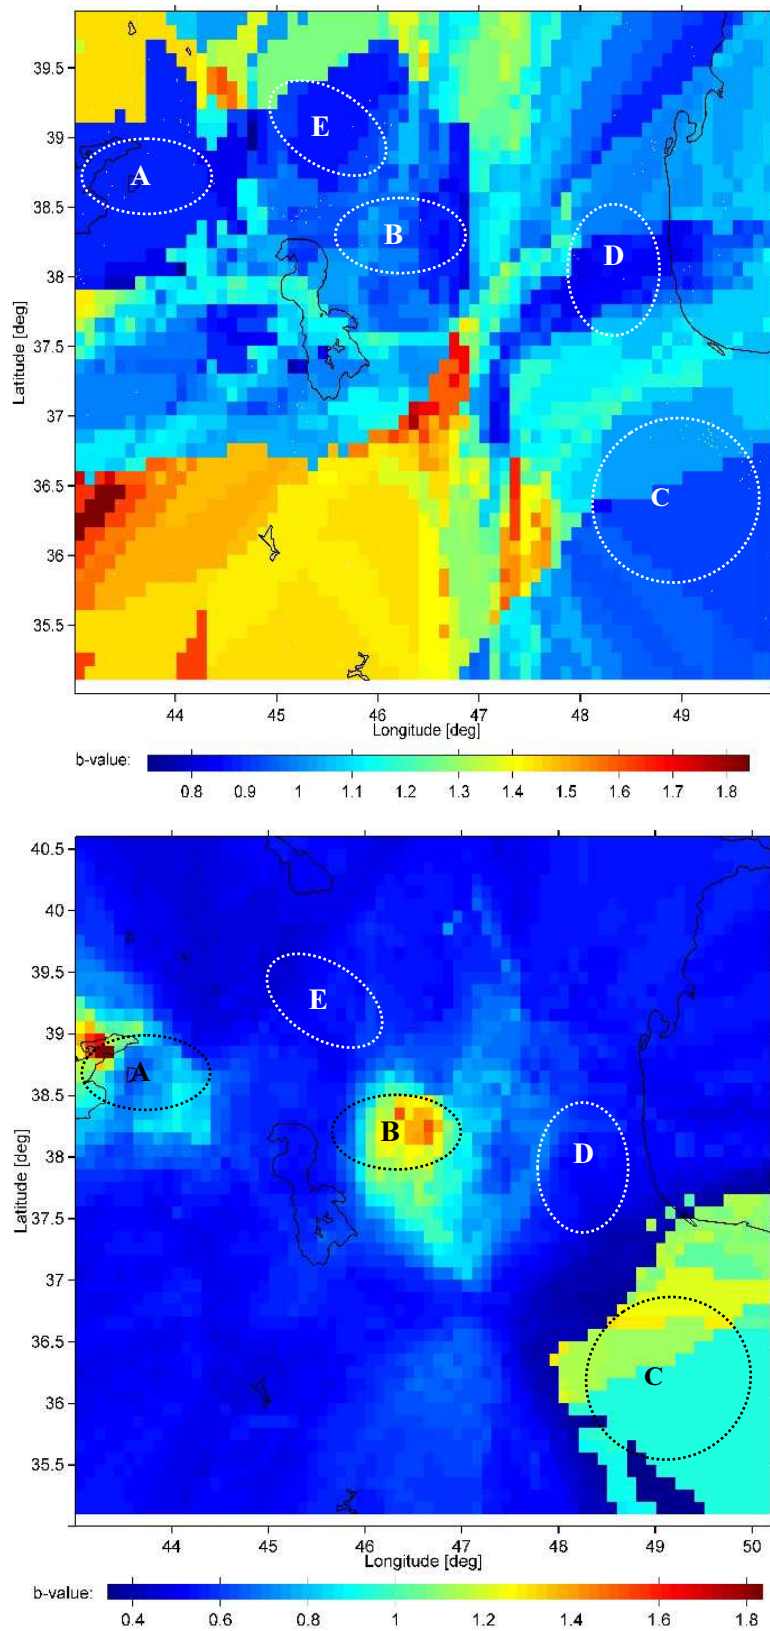 39.5
39
38.5
38
37.5
37
36.5
36
35.5
Latitude [deg]
E
A
B
D
C
44 45 46 47 48 49
Longitude [deg]
b-value:
0.8 0.9 1 1.1 1.2 1.3 1.4 1.5 1.6 1.7 1.8
40.5
40
39.5
39
38.5
38
37.5
37
36.5
36
35.5
Latitude [deg]
E
A
B
D
C
44 45 46 47 48 49 50
Longitude [deg]
b-value:
0.4 0.6 0.8 1 1.2 1.4 1.6 1.8